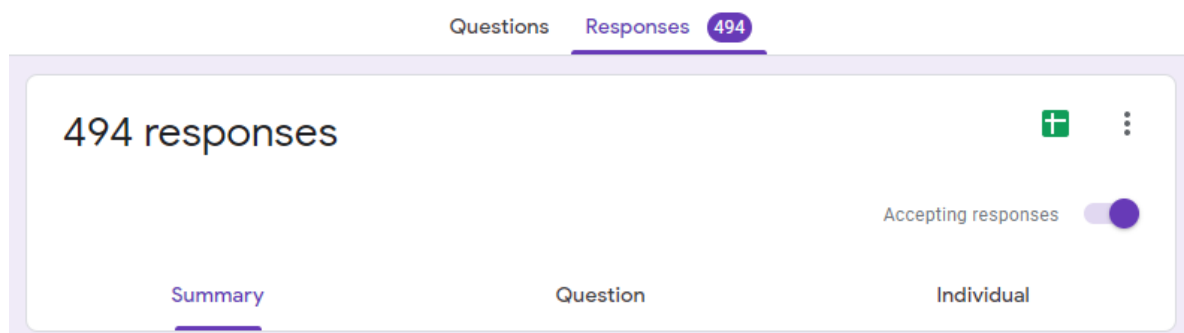 Questions Responses 494
494 responses
Accepting responses
Summary Question Individual